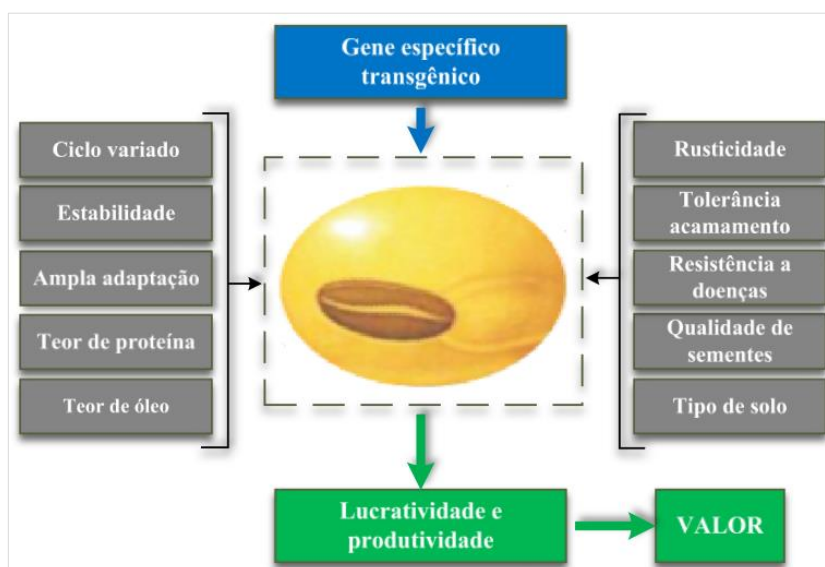 Gene específico
transgênico
Ciclo variado
Estabilidade
Ampla adaptação
Teor de proteína
Teor de óleo
Rusticidade
Tolerância
acamamento
Resistência a
doenças
Qualidade de
sementes
Tipo de solo
Lucratividade e
produtividade
VALOR